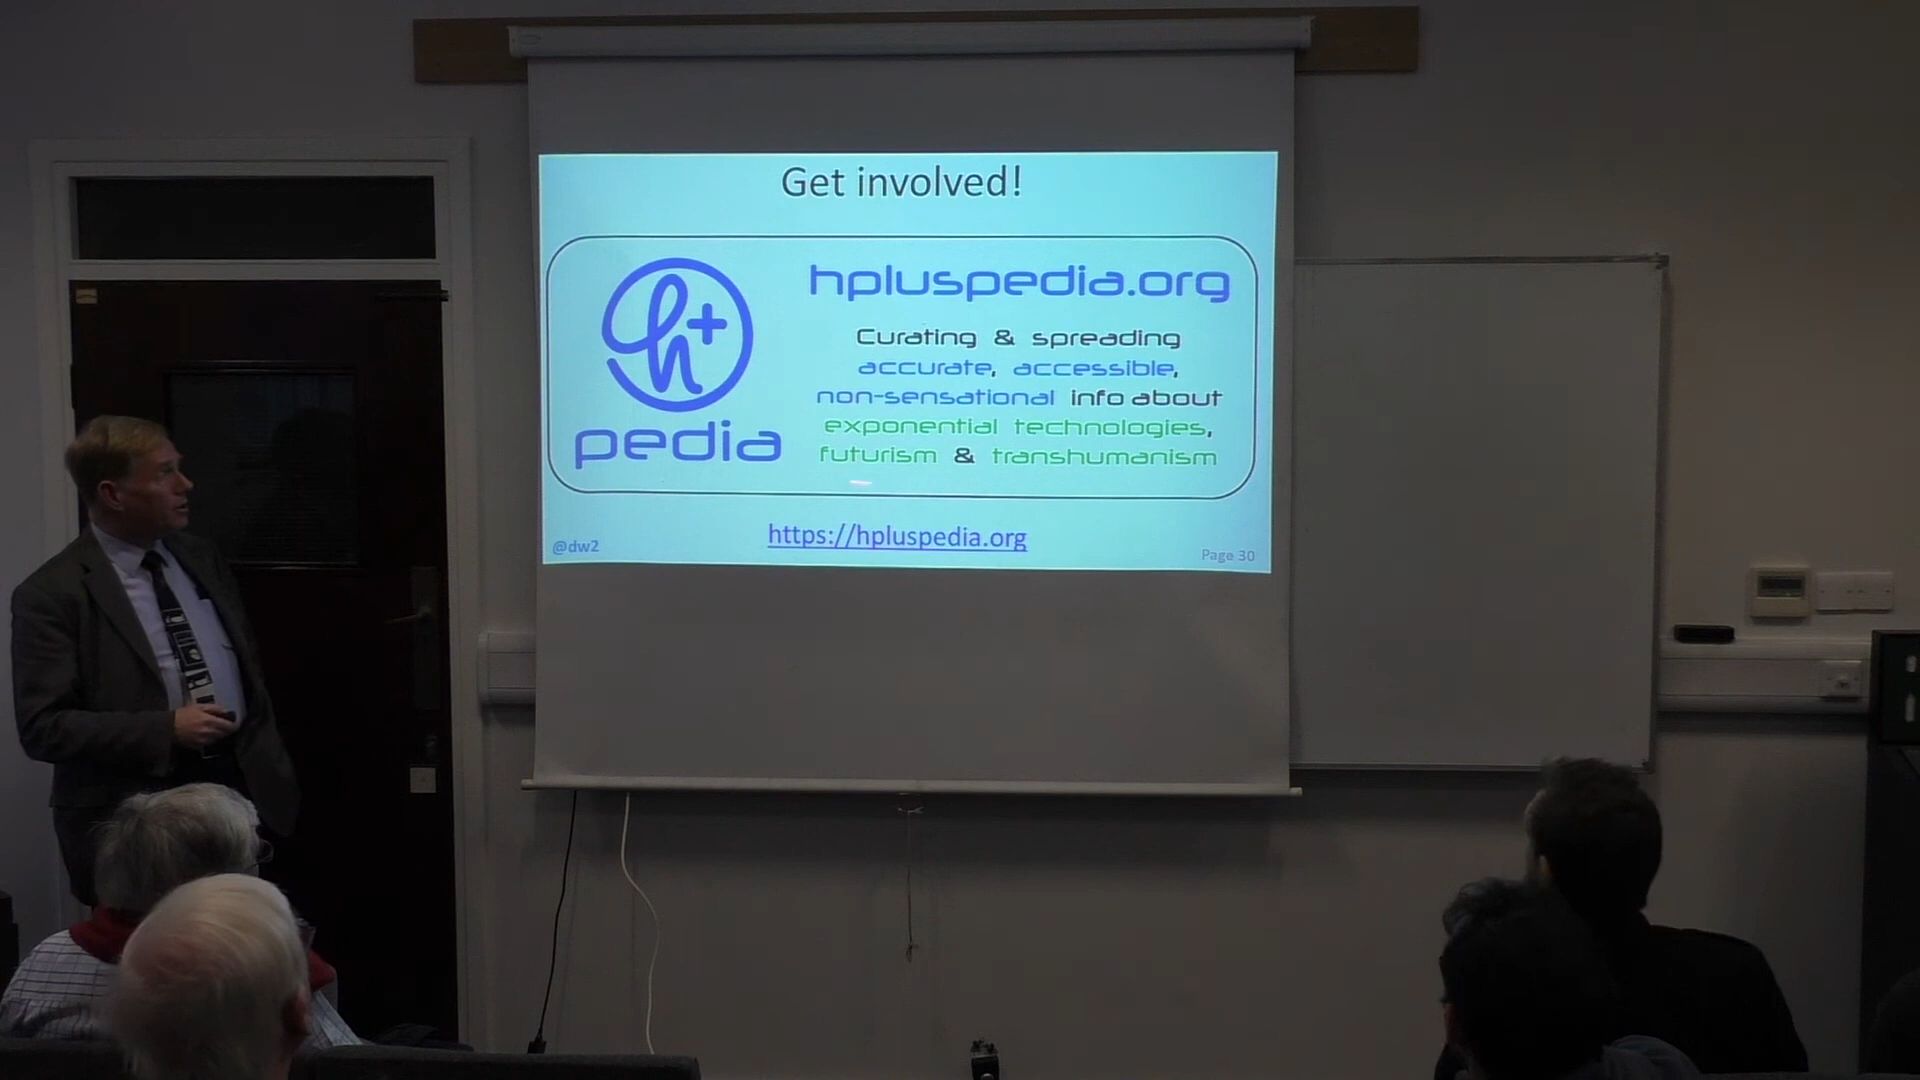 Get involved!
h+
pedia
hpluspedia.org
Curating & spreading
accurate, accessible,
non-sensational info about
exponential technologies,
futurism & transhumanism
https://hpluspedia.org
@dw2
Page 30